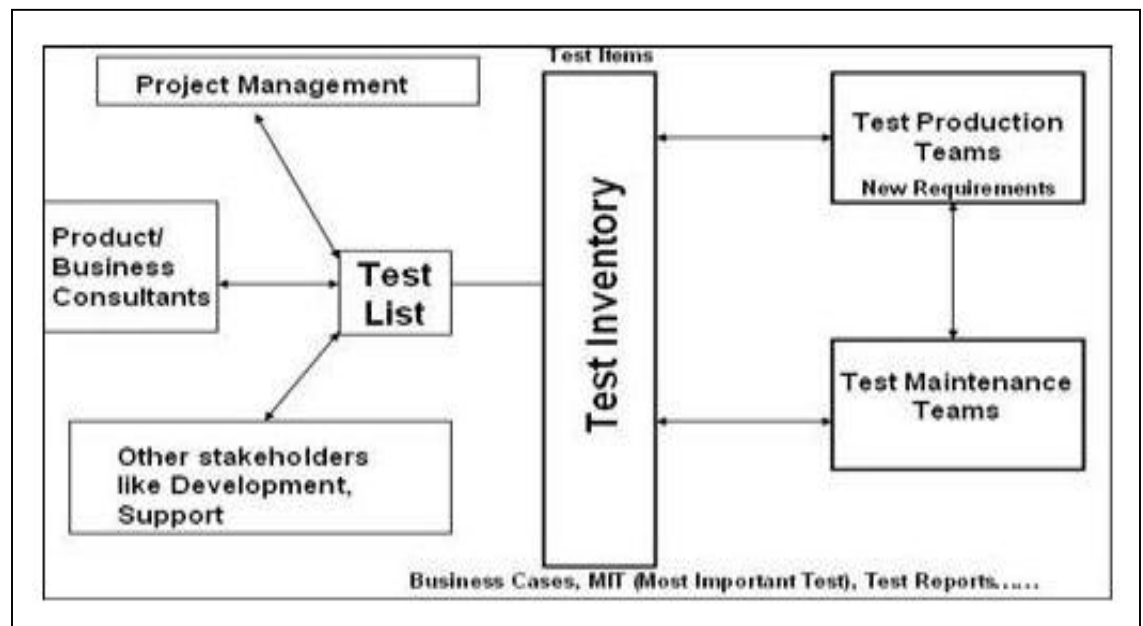 Test Items
Project Management
Test Production
Teams
New Requirements
Product/
Business
Consultants
Test
List
Test Inventory
Test Maintenance
Teams
Other stakeholders
like Development,
Support
Business Cases, MIT (Most Important Test), Test Reports......